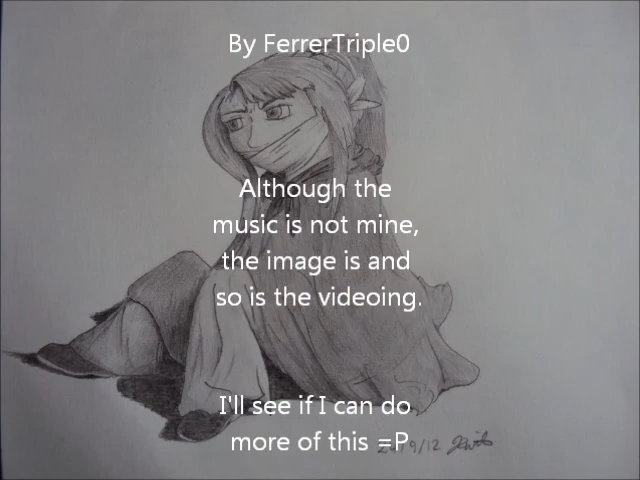 By FerrerTriple0
Although the
music is not mine,
the image is and
so is the videoing.
I'll see if I can do
more of this =P